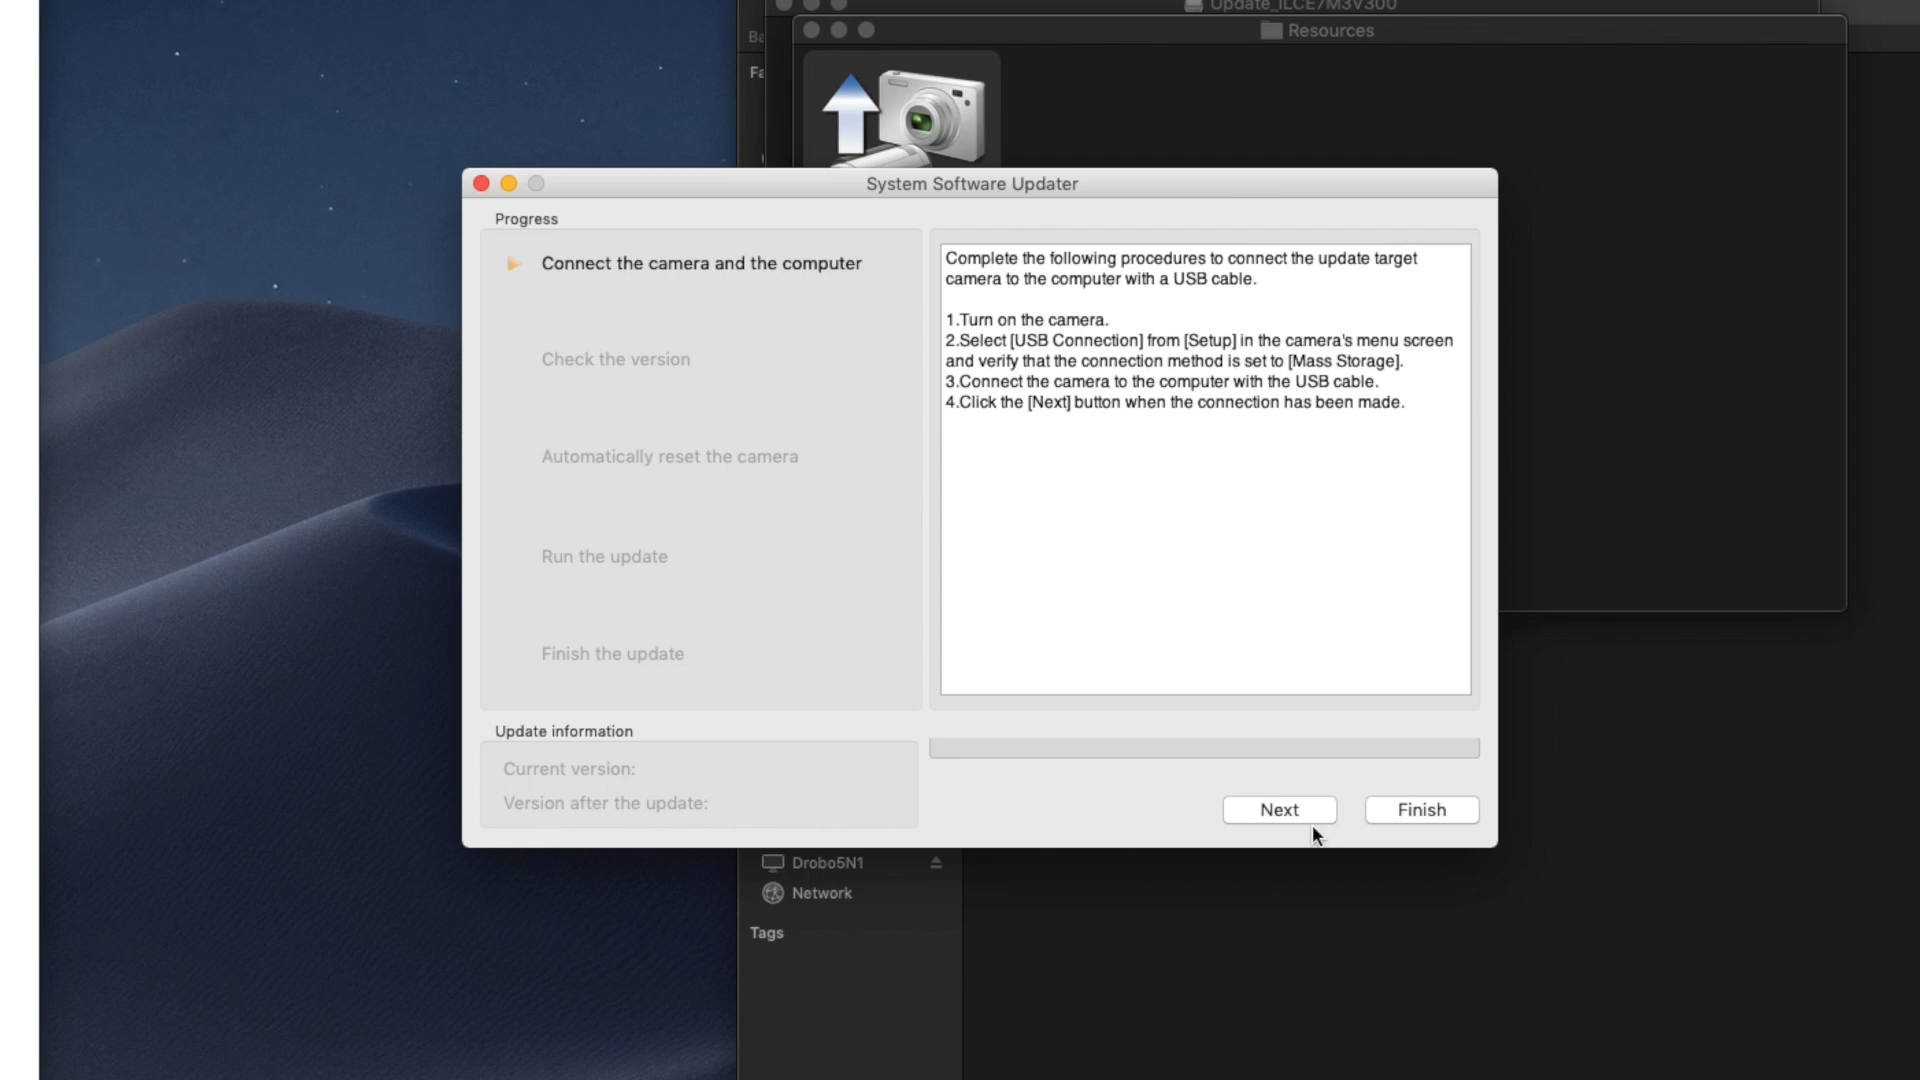 Update_ILCE7M3V300
Resources
Ba
Fa
System Software Updater
Progress
Connect the camera and the computer
Check the version
Automatically reset the camera
Run the update
Finish the update
Complete the following procedures to connect the update target
camera to the computer with a USB cable.
1.Turn on the camera.
2.Select [USB Connection] from [Setup] in the camera's menu screen
and verify that the connection method is set to [Mass Storage].
3.Connect the camera to the computer with the USB cable.
4.Click the [Next] button when the connection has been made.
Update information
Current version:
Version after the update:
Next
Finish
Drobo5N1
Network
Tags